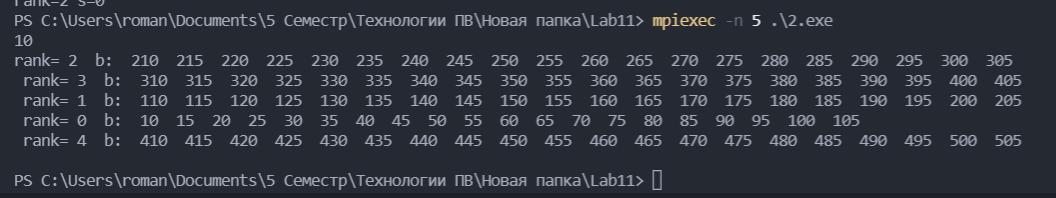 rank=2 s=0
PS C:\Users\roman\Documents\5 Семестр\Технологии ПВ\Новая папка\Lab11> mpiexec -n 5 .\2.exe
10
rank= 2  b:  210  215  220  225  230  235  240  245  250  255  260  265  270  275  280  285  290  295  300  305
 rank= 3  b:  310  315  320  325  330  335  340  345  350  355  360  365  370  375  380  385  390  395  400  405
 rank= 1  b:  110  115  120  125  130  135  140  145  150  155  160  165  170  175  180  185  190  195  200  205
 rank= 0  b:  10  15  20  25  30  35  40  45  50  55  60  65  70  75  80  85  90  95  100  105
 rank= 4  b:  410  415  420  425  430  435  440  445  450  455  460  465  470  475  480  485  490  495  500  505
PS C:\Users\roman\Documents\5 Семестр\Технологии ПВ\Новая папка\Lab11>